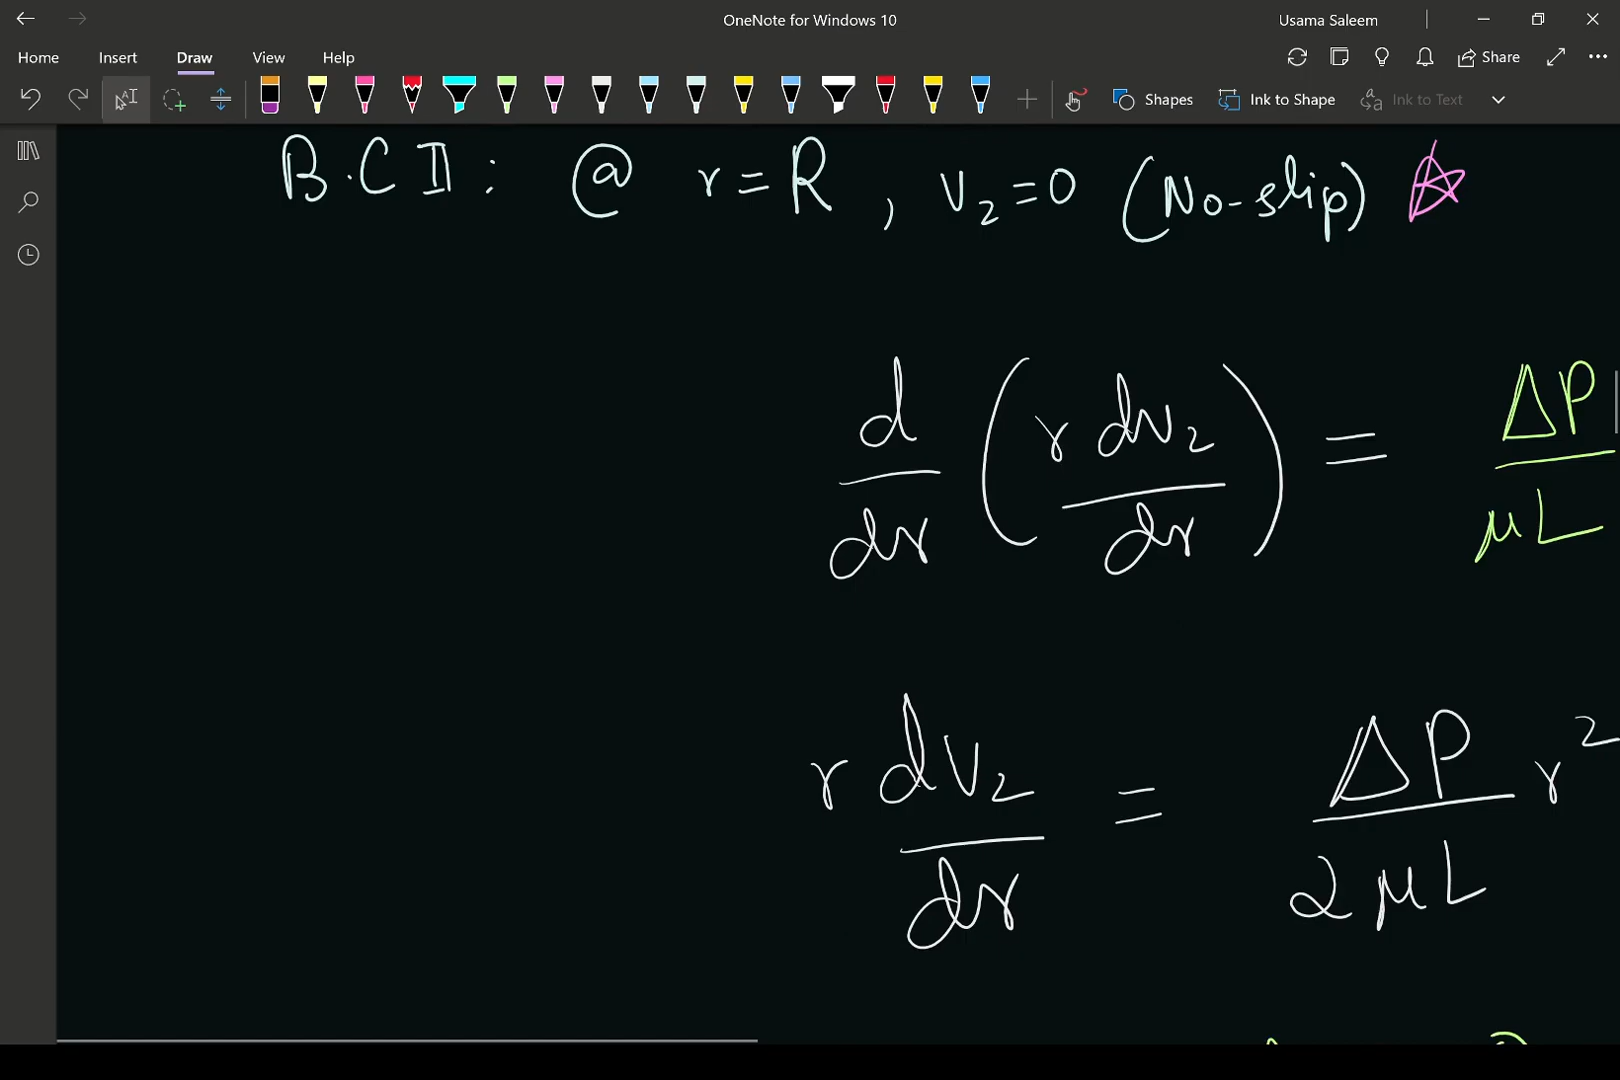 OneNote for Windows 10
Usama Saleem
Home Insert Draw View Help
Share
Shapes Ink to Shape Ink to Text
B.C II: @ r=R, v₂=0 (No-slip)
d/dr (r dv₂/dr) = ΔP/μL
r dv₂/dr = ΔP/2μL r²